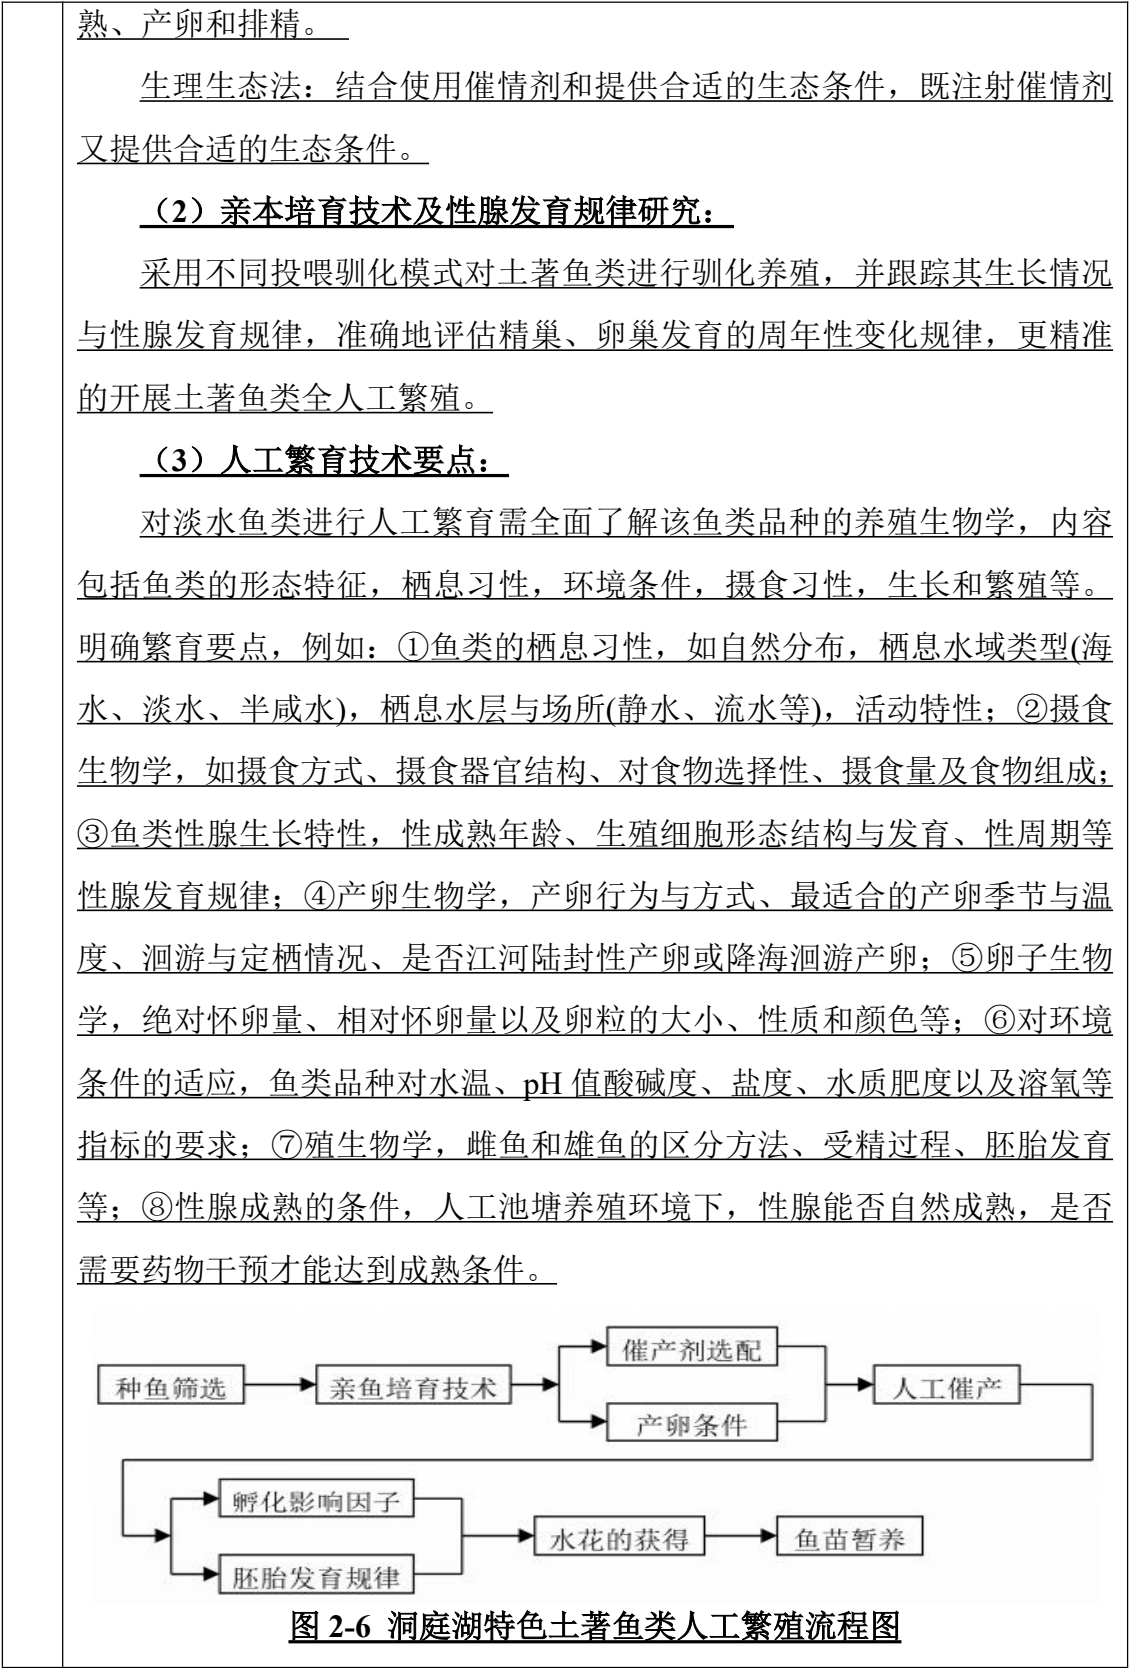 熟、产卵和排精。
生理生态法：结合使用催情剂和提供合适的生态条件，既注射催情剂
又提供合适的生态条件。
（2）亲本培育技术及性腺发育规律研究：
采用不同投喂驯化模式对土著鱼类进行驯化养殖，并跟踪其生长情况
与性腺发育规律，准确地评估精巢、卵巢发育的周年性变化规律，更精准
的开展土著鱼类全人工繁殖。
（3）人工繁育技术要点：
对淡水鱼类进行人工繁育需全面了解该鱼类品种的养殖生物学，内容
包括鱼类的形态特征，栖息习性，环境条件，摄食习性，生长和繁殖等。
明确繁育要点，例如：①鱼类的栖息习性，如自然分布，栖息水域类型(海
水、淡水、半咸水)，栖息水层与场所(静水、流水等)，活动特性；②摄食
生物学，如摄食方式、摄食器官结构、对食物选择性、摄食量及食物组成；
③鱼类性腺生长特性，性成熟年龄、生殖细胞形态结构与发育、性周期等
性腺发育规律；④产卵生物学，产卵行为与方式、最适合的产卵季节与温
度、洄游与定栖情况、是否江河陆封性产卵或降海洄游产卵；⑤卵子生物
学，绝对怀卵量、相对怀卵量以及卵粒的大小、性质和颜色等；⑥对环境
条件的适应，鱼类品种对水温、pH 值酸碱度、盐度、水质肥度以及溶氧等
指标的要求；⑦殖生物学，雌鱼和雄鱼的区分方法、受精过程、胚胎发育
等；⑧性腺成熟的条件，人工池塘养殖环境下，性腺能否自然成熟，是否
需要药物干预才能达到成熟条件。
种鱼筛选
亲鱼培育技术
催产剂选配
产卵条件
人工催产
孵化影响因子
胚胎发育规律
水花的获得
鱼苗暂养
图 2-6 洞庭湖特色土著鱼类人工繁殖流程图